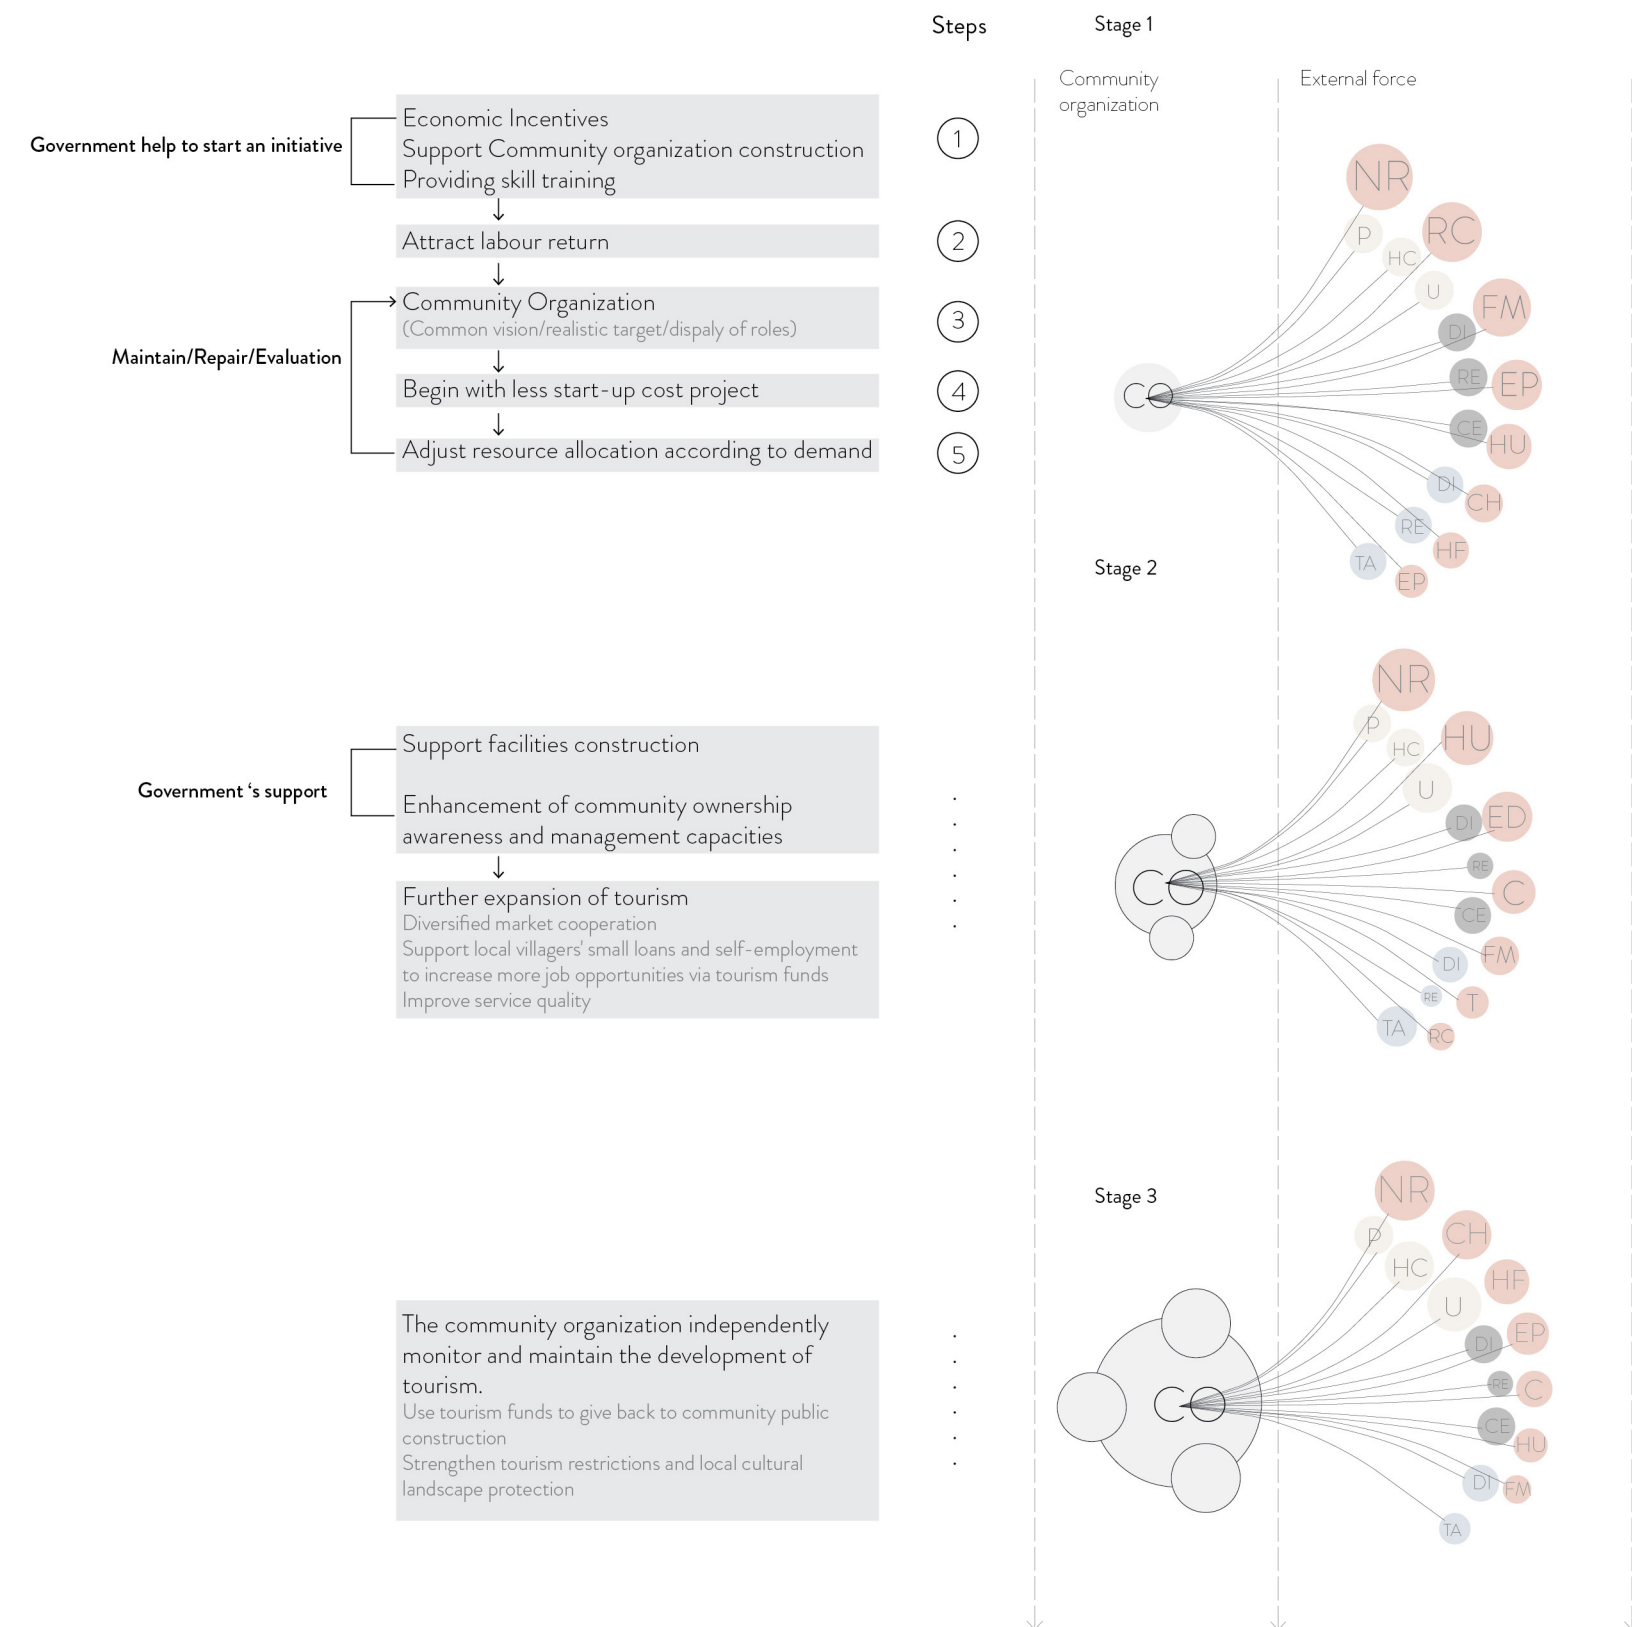 Steps
Stage 1
Community
organization
External force
Government help to start an initiative
Economic Incentives
Support Community organization construction
Providing skill training
1
Attract labour return
2
Maintain/Repair/Evaluation
Community Organization
(Common vision/realistic target/dispaly of roles)
3
Begin with less start-up cost project
4
Adjust resource allocation according to demand
5
CO
NR
P
RC
HC
U
FM
DI
RE
EP
CE
HU
DI
CH
RE
HF
TA
EP
Stage 2
Government ‘s support
Support facilities construction
Enhancement of community ownership
awareness and management capacities
Further expansion of tourism
Diversified market cooperation
Support local villagers' small loans and self-employment
to increase more job opportunities via tourism funds
Improve service quality
CO
NR
P
HU
HC
U
DI
ED
RE
C
CE
FM
DI
RE
T
TA
RC
Stage 3
The community organization independently
monitor and maintain the development of
tourism.
Use tourism funds to give back to community public
construction
Strengthen tourism restrictions and local cultural
landscape protection
CO
NR
P
CH
HC
HF
U
EP
DI
RE
C
CE
HU
DI
FM
TA